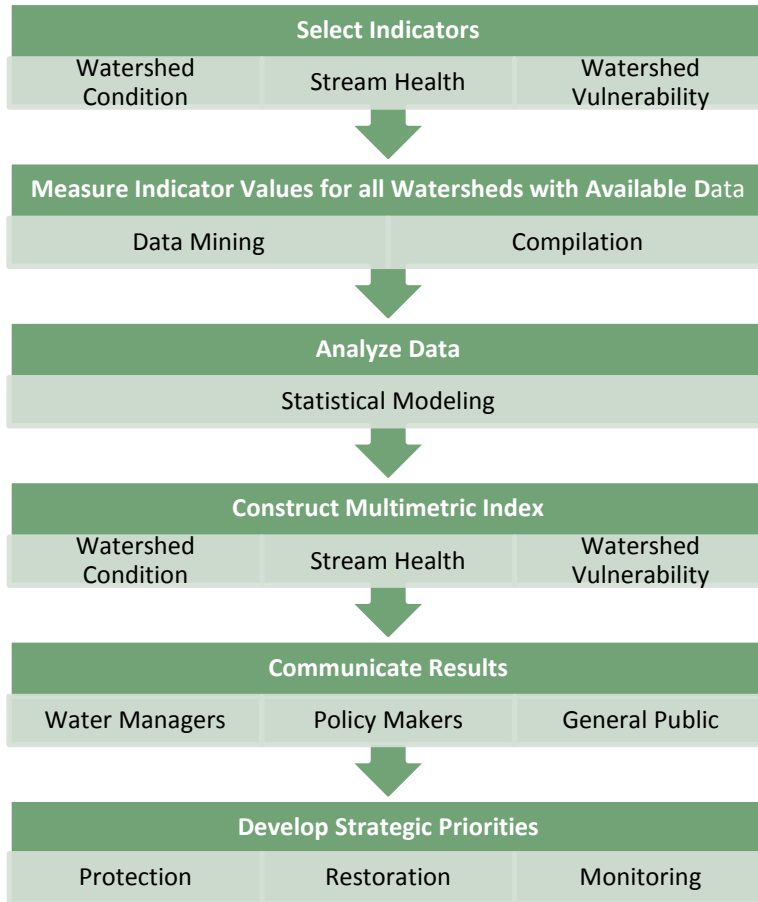 Select Indicators
Watershed
Condition
Stream Health
Watershed
Vulnerability
Measure Indicator Values for all Watersheds with Available Data
Data Mining
Compilation
Analyze Data
Statistical Modeling
Construct Multimetric Index
Watershed
Condition
Stream Health
Watershed
Vulnerability
Communicate Results
Water Managers
Policy Makers
General Public
Develop Strategic Priorities
Protection
Restoration
Monitoring